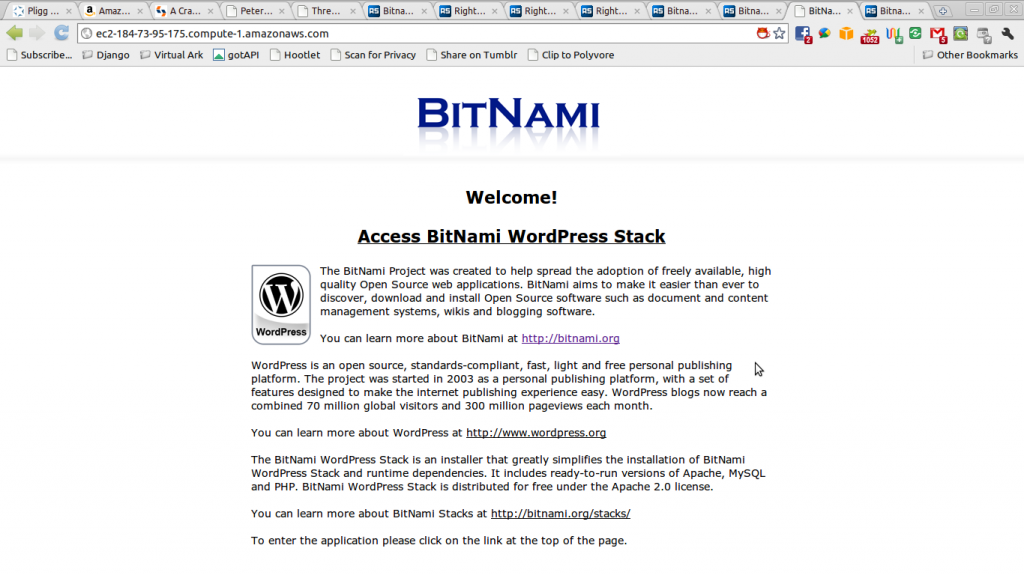 Pligg ...
Amaz...
A Cra...
Peter...
Thre...
Bitna...
Right...
Right...
Right...
Bitna...
Bitna...
BitNa...
Bitna...
ec2-184-73-95-175.compute-1.amazonaws.com
2
1052
5
Subscribe...
Django
Virtual Ark
gotAPI
Hootlet
Scan for Privacy
Share on Tumblr
Clip to Polyvore
Other Bookmarks
BITNAMI
Welcome!
Access BitNami WordPress Stack
WordPress
The BitNami Project was created to help spread the adoption of freely available, high
quality Open Source web applications. BitNami aims to make it easier than ever to
discover, download and install Open Source software such as document and content
management systems, wikis and blogging software.
You can learn more about BitNami at http://bitnami.org
WordPress is an open source, standards-compliant, fast, light and free personal publishing
platform. The project was started in 2003 as a personal publishing platform, with a set of
features designed to make the internet publishing experience easy. WordPress blogs now reach a
combined 70 million global visitors and 300 million pageviews each month.
You can learn more about WordPress at http://www.wordpress.org
The BitNami WordPress Stack is an installer that greatly simplifies the installation of BitNami
WordPress Stack and runtime dependencies. It includes ready-to-run versions of Apache, MySQL
and PHP. BitNami WordPress Stack is distributed for free under the Apache 2.0 license.
You can learn more about BitNami Stacks at http://bitnami.org/stacks/
To enter the application please click on the link at the top of the page.